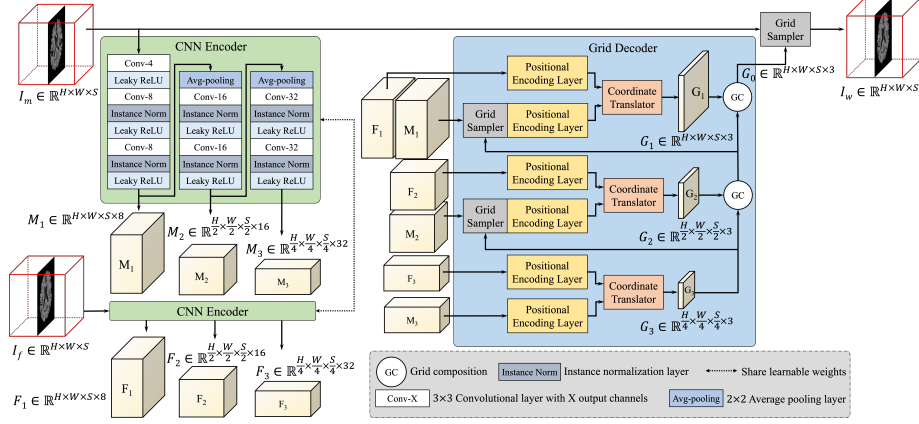 I_m ∈ ℝ^{H×W×S}
CNN Encoder
Conv-4
Leaky ReLU
Conv-8
Instance Norm
Leaky ReLU
Conv-8
Instance Norm
Leaky ReLU
Avg-pooling
Conv-16
Instance Norm
Leaky ReLU
Conv-16
Instance Norm
Leaky ReLU
Avg-pooling
Conv-32
Instance Norm
Leaky ReLU
Conv-32
Instance Norm
Leaky ReLU
M_1 ∈ ℝ^{H×W×S×8}
M_2 ∈ ℝ^{H/2×W/2×S/2×16}
M_3 ∈ ℝ^{H/4×W/4×S/4×32}
M_1
M_2
M_3
CNN Encoder
I_f ∈ ℝ^{H×W×S}
F_1 ∈ ℝ^{H×W×S×8}
F_2 ∈ ℝ^{H/2×W/2×S/2×16}
F_3 ∈ ℝ^{H/4×W/4×S/4×32}
F_1
F_2
F_3
Grid Decoder
F_1
M_1
Grid
Sampler
Positional
Encoding Layer
Positional
Encoding Layer
Coordinate
Translator
G_1
GC
G_1 ∈ ℝ^{H×W×S×3}
G_0 ∈ ℝ^{H×W×S×3}
Grid
Sampler
I_w ∈ ℝ^{H×W×S}
F_2
M_2
Grid
Sampler
Positional
Encoding Layer
Positional
Encoding Layer
Coordinate
Translator
G_2
GC
G_2 ∈ ℝ^{H/2×W/2×S/2×3}
F_3
M_3
Positional
Encoding Layer
Positional
Encoding Layer
Coordinate
Translator
G_3
G_3 ∈ ℝ^{H/4×W/4×S/4×3}
GC Grid composition
Instance Norm Instance normalization layer
Share learnable weights
Conv-X 3×3 Convolutional layer with X output channels
Avg-pooling 2×2 Average pooling layer